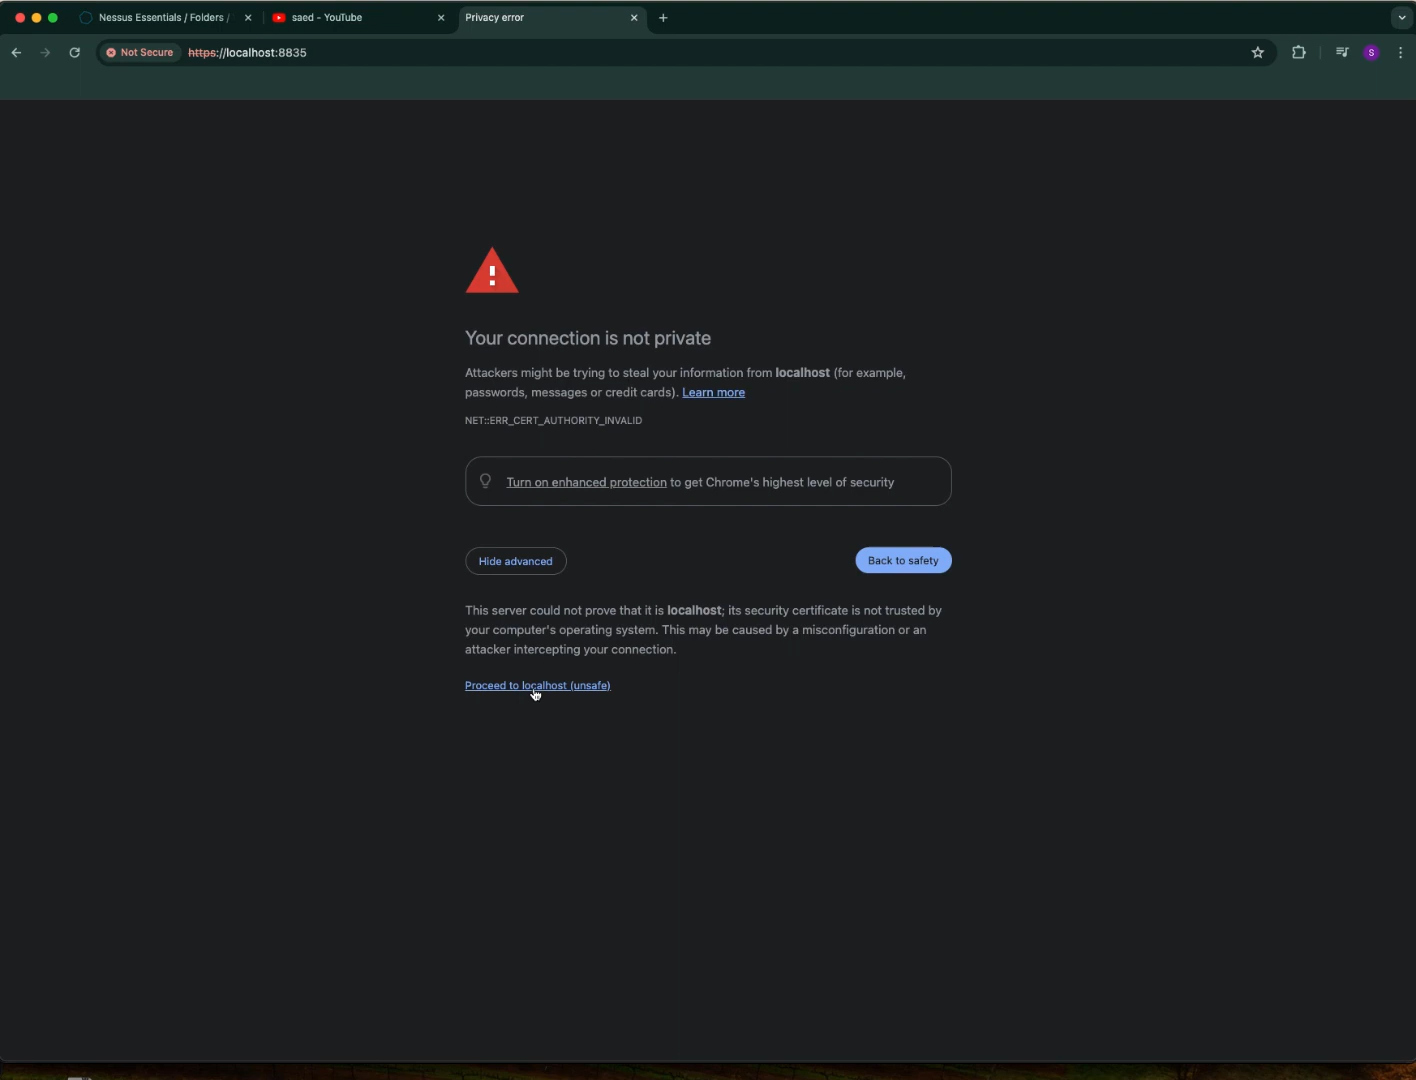 Nessus Essentials / Folders /
saed - YouTube
Privacy error
Not Secure
https://localhost:8835
S
Your connection is not private
Attackers might be trying to steal your information from localhost (for example,
passwords, messages or credit cards). Learn more
NET::ERR_CERT_AUTHORITY_INVALID
Turn on enhanced protection to get Chrome's highest level of security
Hide advanced
Back to safety
This server could not prove that it is localhost; its security certificate is not trusted by
your computer's operating system. This may be caused by a misconfiguration or an
attacker intercepting your connection.
Proceed to localhost (unsafe)